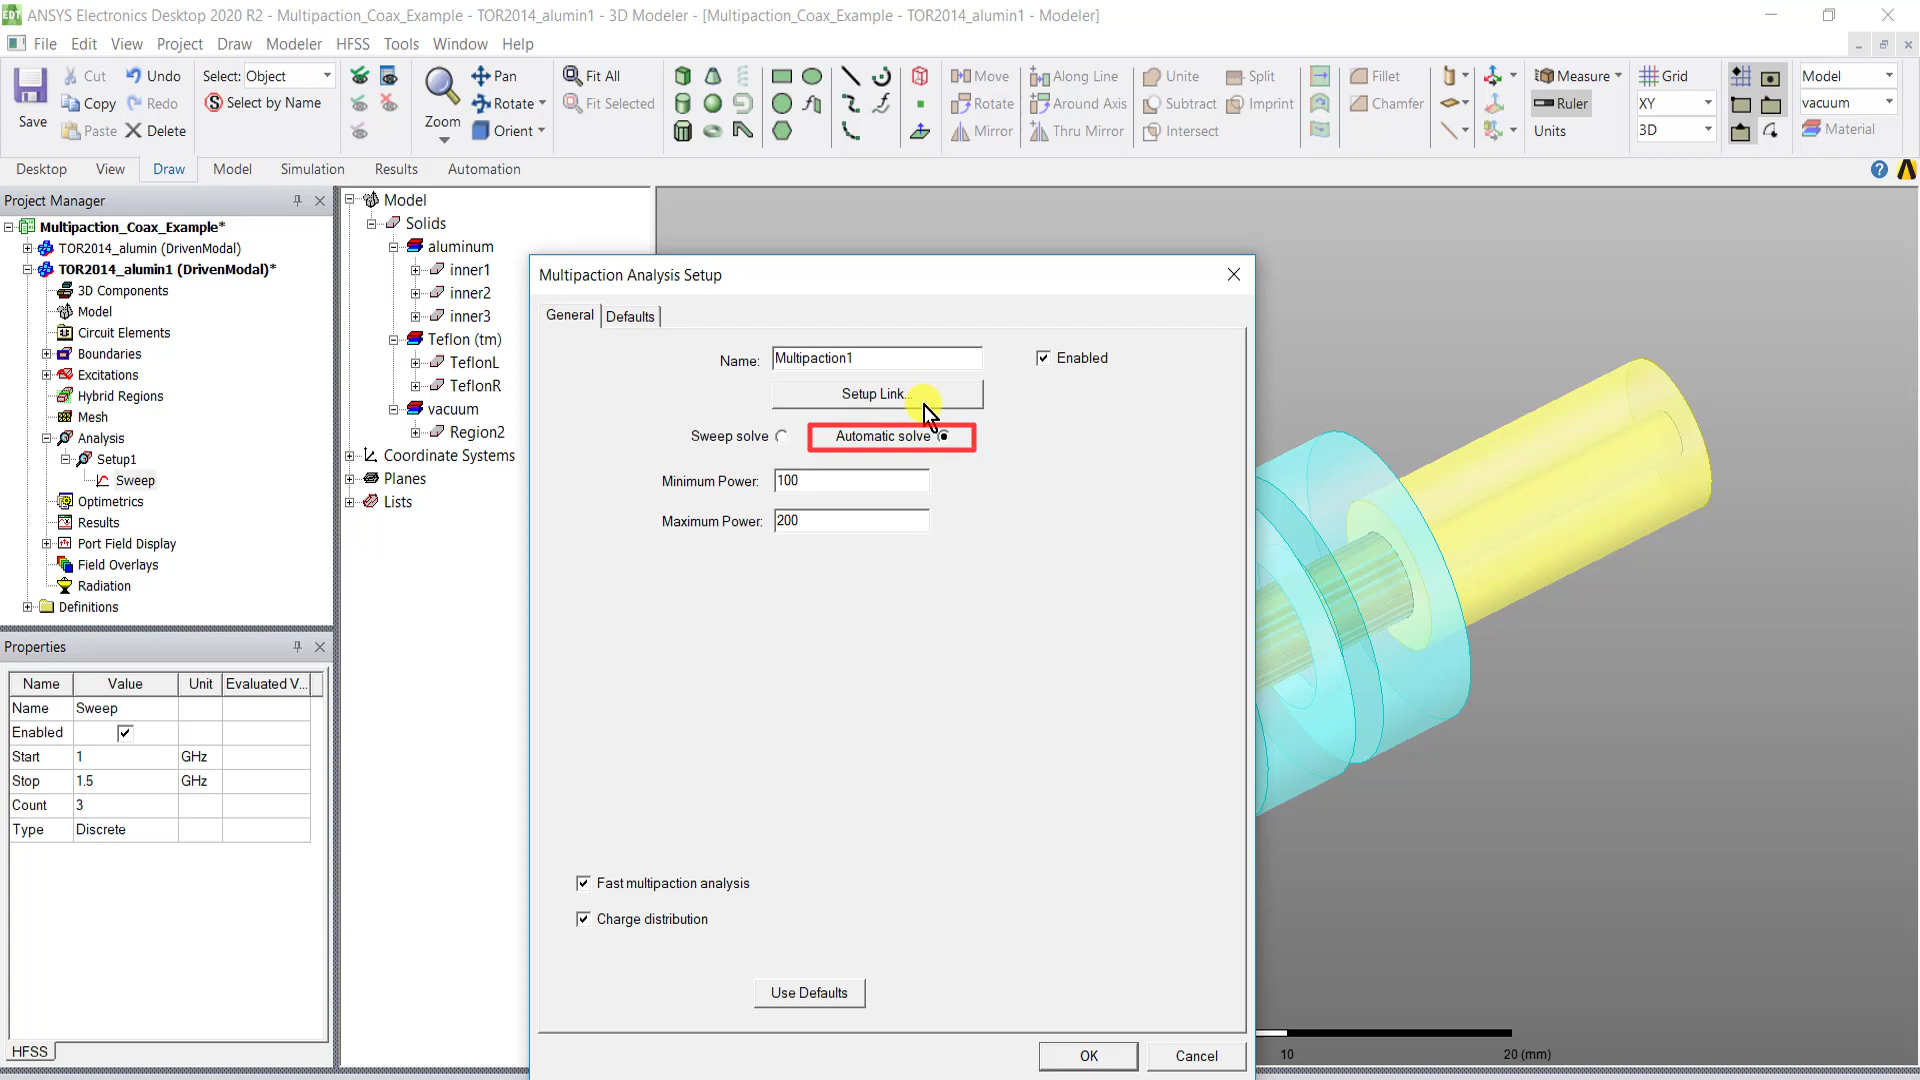 ANSYS Electronics Desktop 2020 R2 - Multipaction_Coax_Example - TOR2014_alumin1 - 3D Modeler - [Multipaction_Coax_Example - TOR2014_alumin1 - Modeler]
File Edit View Project Draw Modeler HFSS Tools Window Help
Save
Cut
Copy
Paste
Undo
Redo
Delete
Select: Object
Select by Name
Zoom
Pan
Rotate
Orient
Fit All
Fit Selected
Move
Rotate
Mirror
Along Line
Around Axis
Thru Mirror
Unite
Subtract
Intersect
Split
Imprint
Fillet
Chamfer
Measure
Ruler
Units
Grid
XY
3D
Model
vacuum
Material
Desktop View Draw Model Simulation Results Automation
Project Manager
Multipaction_Coax_Example*
TOR2014_alumin (DrivenModal)
TOR2014_alumin1 (DrivenModal)*
3D Components
Model
Circuit Elements
Boundaries
Excitations
Hybrid Regions
Mesh
Analysis
Setup1
Sweep
Optimetrics
Results
Port Field Display
Field Overlays
Radiation
Definitions
Properties
Name Value Unit Evaluated V...
Name Sweep
Enabled
Start 1 GHz
Stop 1.5 GHz
Count 3
Type Discrete
HFSS
Model
Solids
aluminum
inner1
inner2
inner3
Teflon (tm)
TeflonL
TeflonR
vacuum
Region2
Coordinate Systems
Planes
Lists
Multipaction Analysis Setup
General Defaults
Name: Multipaction1
Enabled
Setup Link...
Sweep solve Automatic solve
Minimum Power: 100
Maximum Power: 200
Fast multipaction analysis
Charge distribution
Use Defaults
OK Cancel
10 20 (mm)